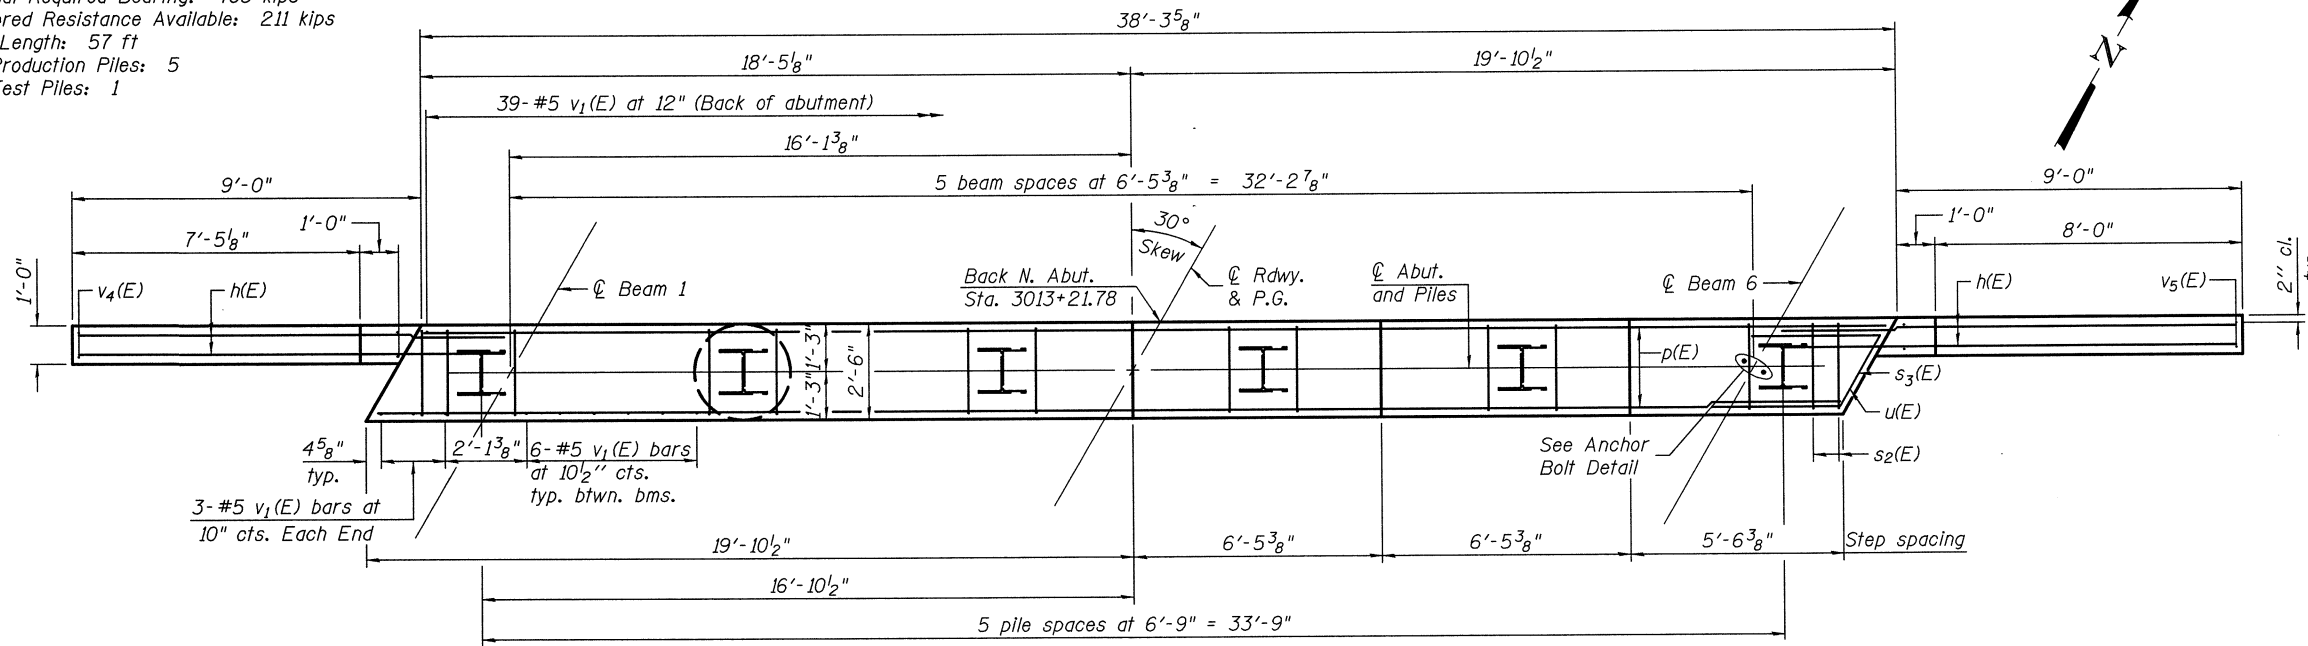 ored Resistance Available: 211 kips
Length: 57 ft
Production Piles: 5
Test Piles: 1
38'-3⅝"
18'-5⅛"
19'-10½"
39-#5 v₁(E) at 12" (Back of abutment)
16'-1⅜"
5 beam spaces at 6'-5⅜" = 32'-2⅞"
9'-0"
9'-0"
7'-5⅛"
1'-0"
1'-0"
8'-0"
30°
Skew
N
1'-0"
v₄(E)
h(E)
℄ Beam 1
Back N. Abut.
Sta. 3013+21.78
℄ Rdwy.
& P.G.
℄ Abut.
and Piles
℄ Beam 6
h(E)
v₅(E)
2" cl.
1'-3"
1'-3"
2'-6"
p(E)
s₃(E)
u(E)
s₂(E)
See Anchor
Bolt Detail
4⅝"
typ.
2'-1⅜"
6-#5 v₁(E) bars
at 10½" cts.
typ. btwn. bms.
3-#5 v₁(E) bars at
10" cts. Each End
19'-10½"
6'-5⅜"
6'-5⅜"
5'-6⅜"
Step spacing
16'-10½"
5 pile spaces at 6'-9" = 33'-9"